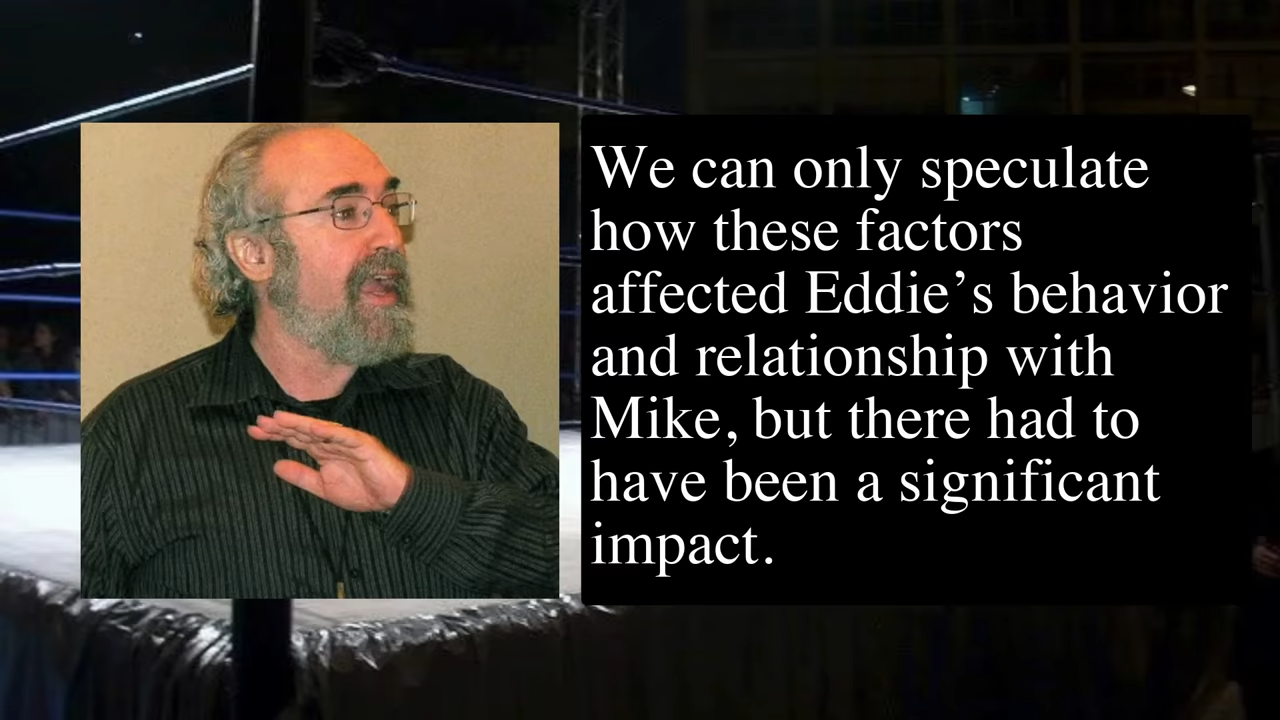 We can only speculate
how these factors
affected Eddie’s behavior
and relationship with
Mike, but there had to
have been a significant
impact.